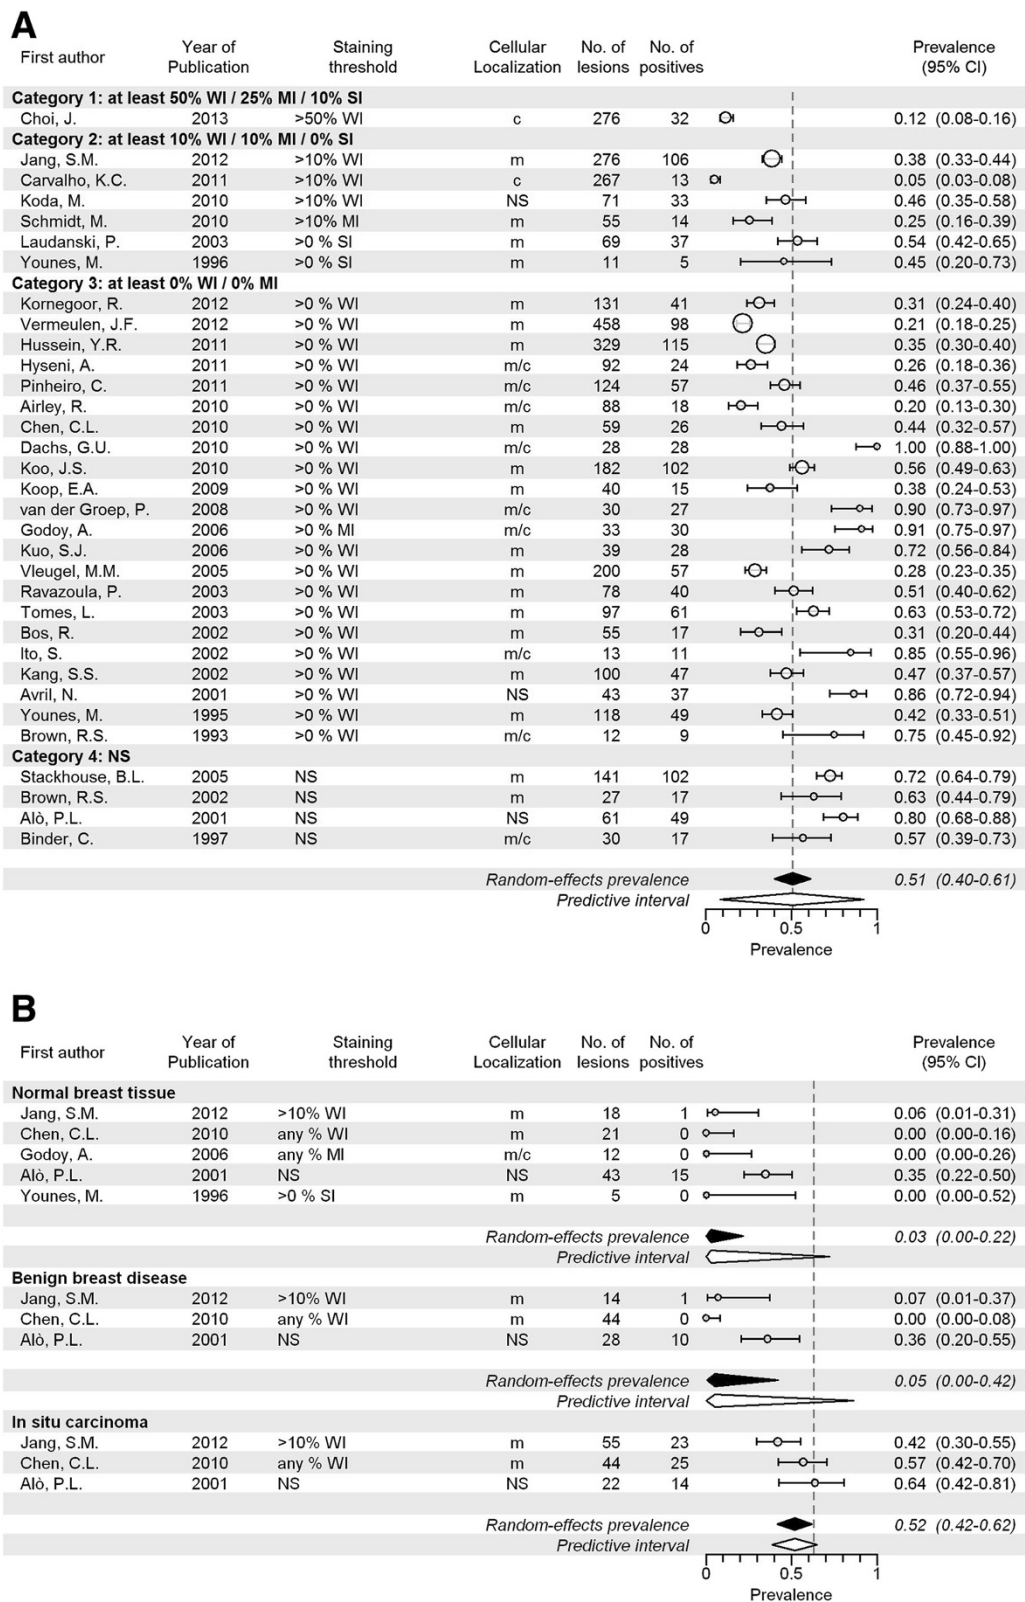 A
First author Year of Publication Staining threshold Cellular Localization No. of lesions No. of positives Prevalence (95% CI)
Category 1: at least 50% WI / 25% MI / 10% SI
Choi, J. 2013 >50% WI c 276 32 0.12 (0.08-0.16)
Category 2: at least 10% WI / 10% MI / 0% SI
Jang, S.M. 2012 >10% WI m 276 106 0.38 (0.33-0.44)
Carvalho, K.C. 2011 >10% WI c 267 13 0.05 (0.03-0.08)
Koda, M. 2010 >10% WI NS 71 33 0.46 (0.35-0.58)
Schmidt, M. 2010 >10% MI m 55 14 0.25 (0.16-0.39)
Laudanski, P. 2003 >0 % SI m 69 37 0.54 (0.42-0.65)
Younes, M. 1996 >0 % SI m 11 5 0.45 (0.20-0.73)
Category 3: at least 0% WI / 0% MI
Kornegoor, R. 2012 >0 % WI m 131 41 0.31 (0.24-0.40)
Vermeulen, J.F. 2012 >0 % WI m 458 98 0.21 (0.18-0.25)
Hussein, Y.R. 2011 >0 % WI m 329 115 0.35 (0.30-0.40)
Hyseni, A. 2011 >0 % WI m/c 92 24 0.26 (0.18-0.36)
Pinheiro, C. 2011 >0 % WI m/c 124 57 0.46 (0.37-0.55)
Airley, R. 2010 >0 % WI m/c 88 18 0.20 (0.13-0.30)
Chen, C.L. 2010 >0 % WI m 59 26 0.44 (0.32-0.57)
Dachs, G.U. 2010 >0 % WI m/c 28 28 1.00 (0.88-1.00)
Koo, J.S. 2010 >0 % WI m 182 102 0.56 (0.49-0.63)
Koop, E.A. 2009 >0 % WI m 40 15 0.38 (0.24-0.53)
van der Groep, P. 2008 >0 % WI m/c 30 27 0.90 (0.73-0.97)
Godoy, A. 2006 >0 % MI m/c 33 30 0.91 (0.75-0.97)
Kuo, S.J. 2006 >0 % WI m 39 28 0.72 (0.56-0.84)
Vleugel, M.M. 2005 >0 % WI m 200 57 0.28 (0.23-0.35)
Ravazoula, P. 2003 >0 % WI m 78 40 0.51 (0.40-0.62)
Tomes, L. 2003 >0 % WI m 97 61 0.63 (0.53-0.72)
Bos, R. 2002 >0 % WI m 55 17 0.31 (0.20-0.44)
Ito, S. 2002 >0 % WI m/c 13 11 0.85 (0.55-0.96)
Kang, S.S. 2002 >0 % WI m 100 47 0.47 (0.37-0.57)
Avril, N. 2001 >0 % WI NS 43 37 0.86 (0.72-0.94)
Younes, M. 1995 >0 % WI m 118 49 0.42 (0.33-0.51)
Brown, R.S. 1993 >0 % WI m/c 12 9 0.75 (0.45-0.92)
Category 4: NS
Stackhouse, B.L. 2005 NS m 141 102 0.72 (0.64-0.79)
Brown, R.S. 2002 NS m 27 17 0.63 (0.44-0.79)
Alò, P.L. 2001 NS NS 61 49 0.80 (0.68-0.88)
Binder, C. 1997 NS m/c 30 17 0.57 (0.39-0.73)
Random-effects prevalence 0.51 (0.40-0.61)
Predictive interval
0 0.5 1
Prevalence
B
First author Year of Publication Staining threshold Cellular Localization No. of lesions No. of positives Prevalence (95% CI)
Normal breast tissue
Jang, S.M. 2012 >10% WI m 18 1 0.06 (0.01-0.31)
Chen, C.L. 2010 any % WI m 21 0 0.00 (0.00-0.16)
Godoy, A. 2006 any % MI m/c 12 0 0.00 (0.00-0.26)
Alò, P.L. 2001 NS NS 43 15 0.35 (0.22-0.50)
Younes, M. 1996 >0 % SI m 5 0 0.00 (0.00-0.52)
Random-effects prevalence 0.03 (0.00-0.22)
Predictive interval
Benign breast disease
Jang, S.M. 2012 >10% WI m 14 1 0.07 (0.01-0.37)
Chen, C.L. 2010 any % WI m 44 0 0.00 (0.00-0.08)
Alò, P.L. 2001 NS NS 28 10 0.36 (0.20-0.55)
Random-effects prevalence 0.05 (0.00-0.42)
Predictive interval
In situ carcinoma
Jang, S.M. 2012 >10% WI m 55 23 0.42 (0.30-0.55)
Chen, C.L. 2010 any % WI m 44 25 0.57 (0.42-0.70)
Alò, P.L. 2001 NS NS 22 14 0.64 (0.42-0.81)
Random-effects prevalence 0.52 (0.42-0.62)
Predictive interval
0 0.5 1
Prevalence